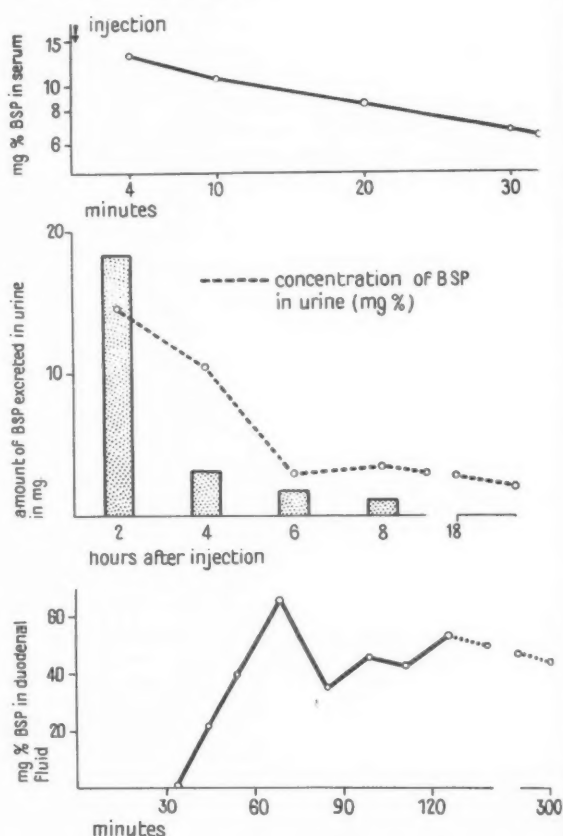 injection
mg % BSP in serum
15
10
8
6
4 10 20 30
minutes
amount of BSP excreted in urine
in mg.
20
10
concentration of BSP
in urine (mg %)
2 4 6 8 18
hours after injection
mg % BSP in duodenal
fluid
60
40
20
30 60 90 120 300
minutes